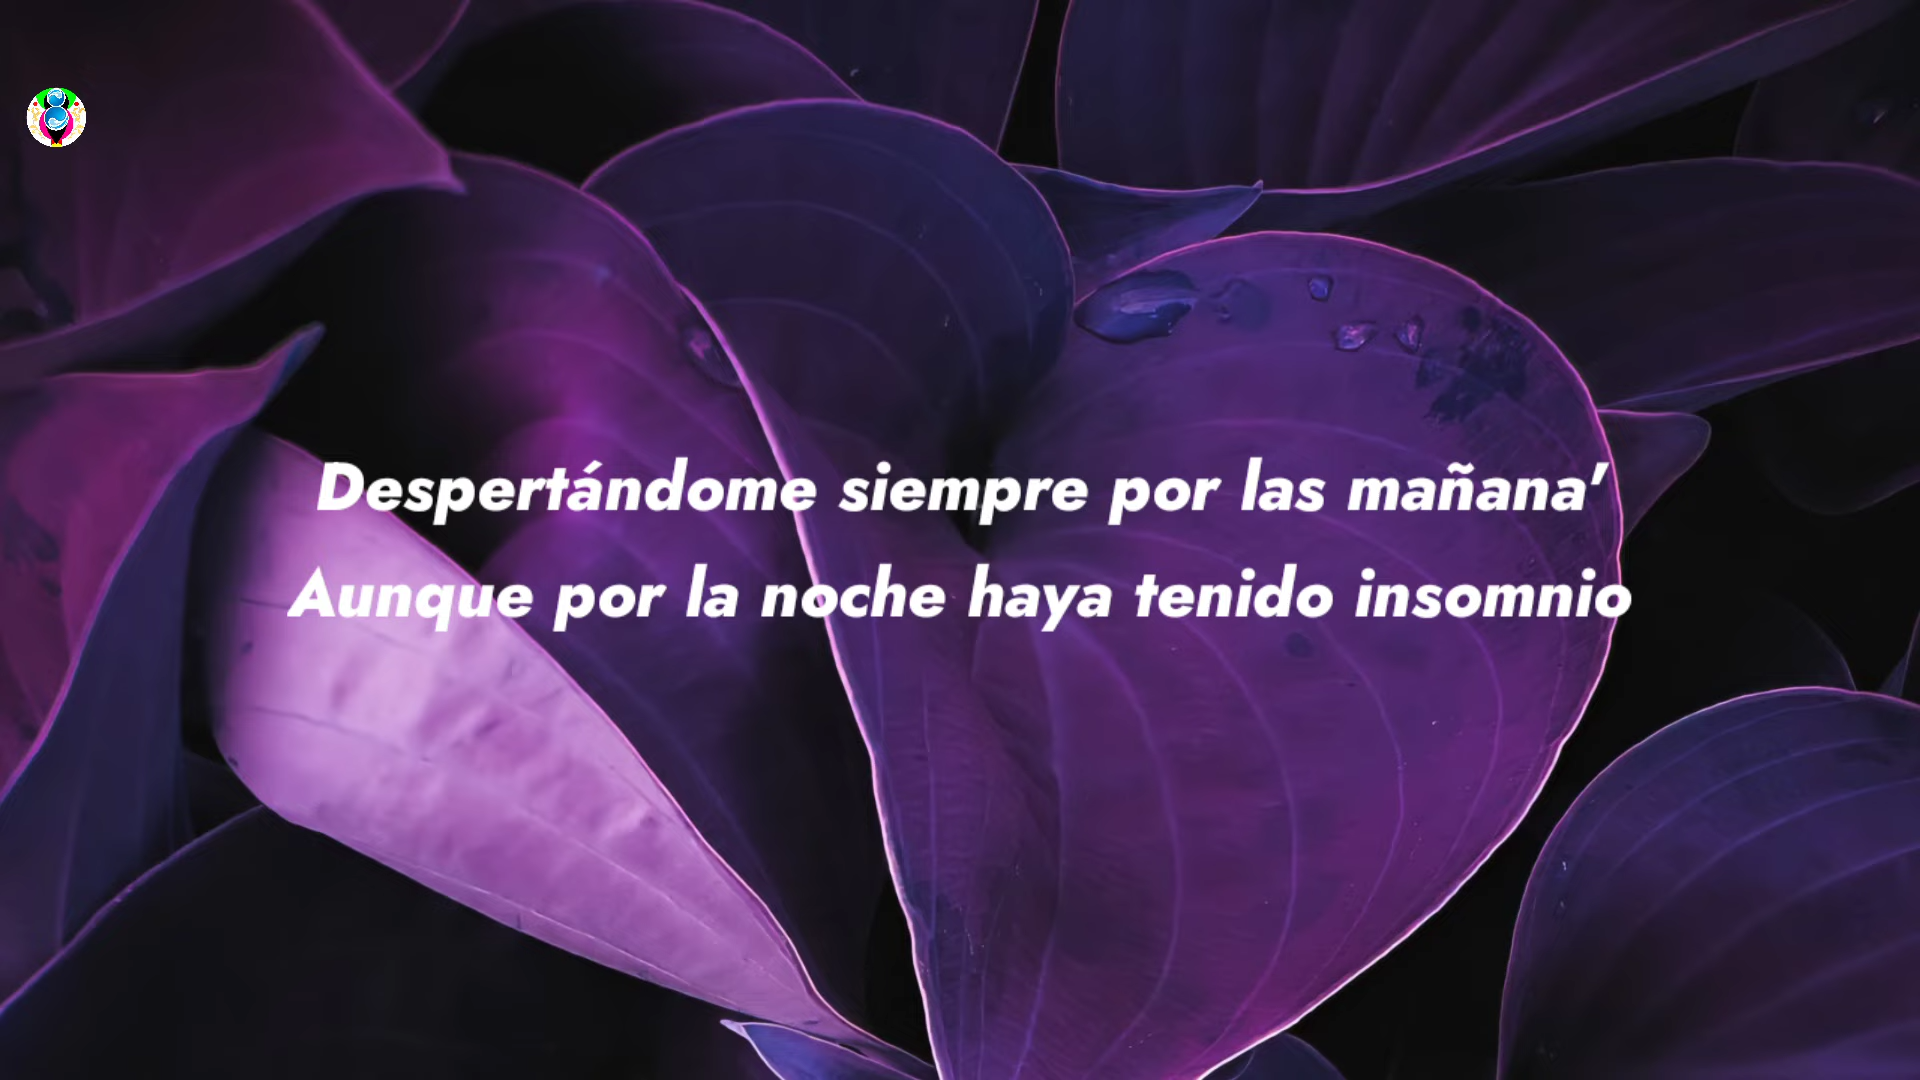 Despertándome siempre por las mañana'
Aunque por la noche haya tenido insomnio